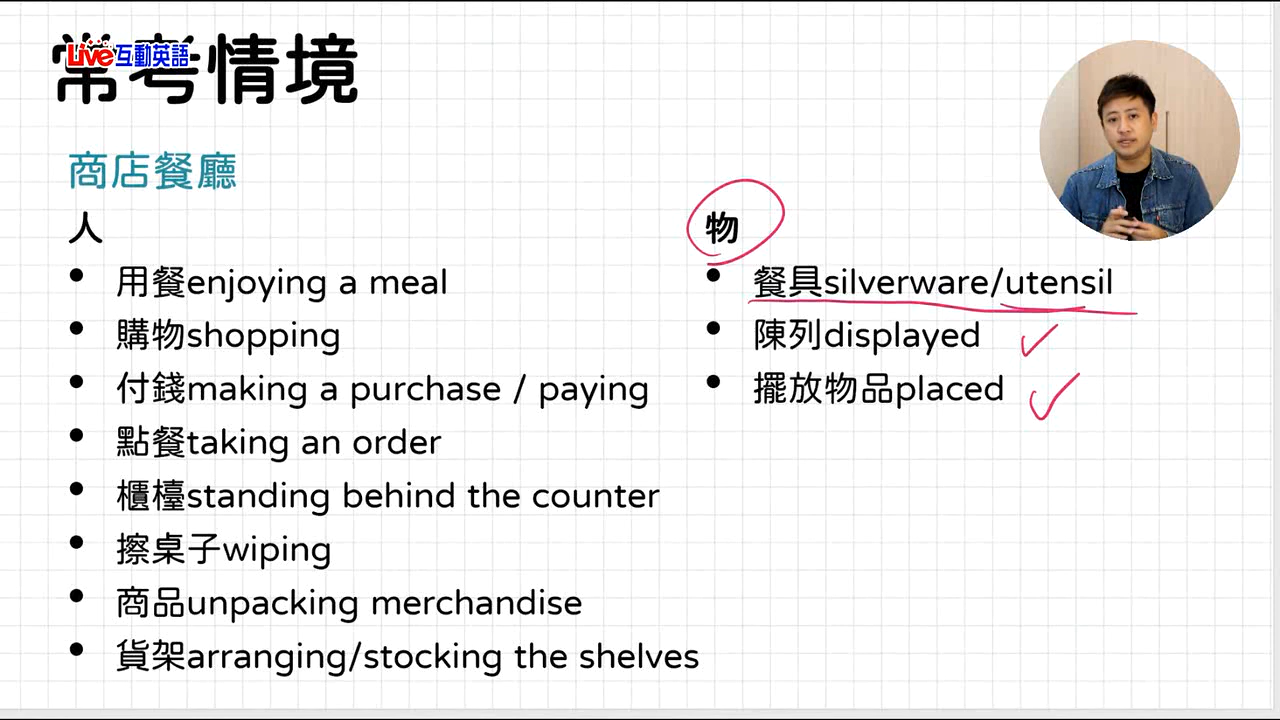 常考情境
Live互動英語
商店餐廳
人
• 用餐enjoying a meal
• 購物shopping
• 付錢making a purchase / paying
• 點餐taking an order
• 櫃檯standing behind the counter
• 擦桌子wiping
• 商品unpacking merchandise
• 貨架arranging/stocking the shelves
物
• 餐具silverware/utensil
• 陳列displayed
• 擺放物品placed